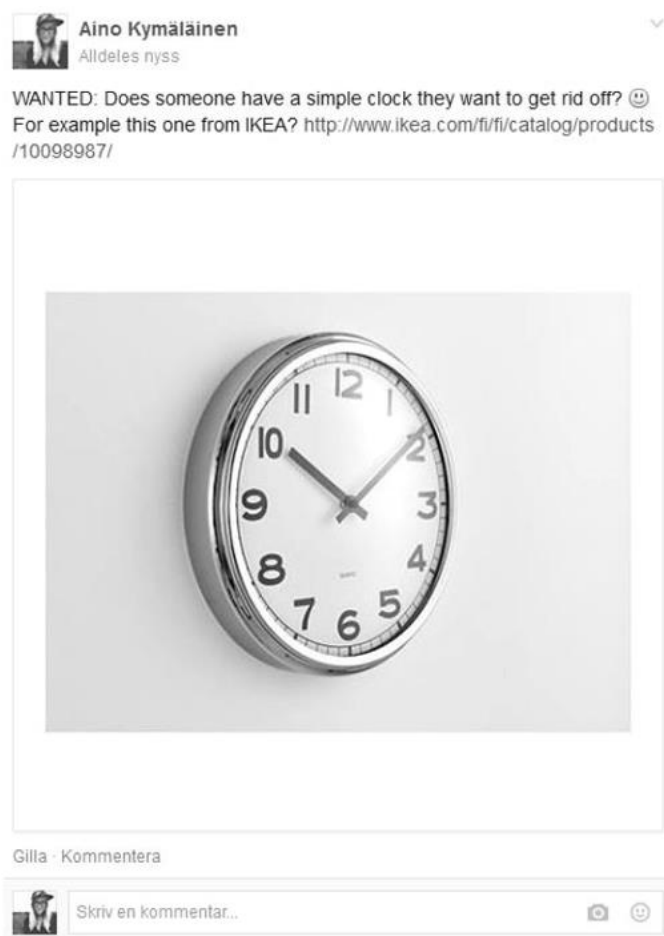 Aino Kymäläinen
Alldeles nyss
WANTED: Does someone have a simple clock they want to get rid off?
For example this one from IKEA? http://www.ikea.com/fi/fi/catalog/products
/10098987/
12
11 1
10 2
9 3
8 4
7 5
6
Gilla · Kommentera
Skriv en kommentar...